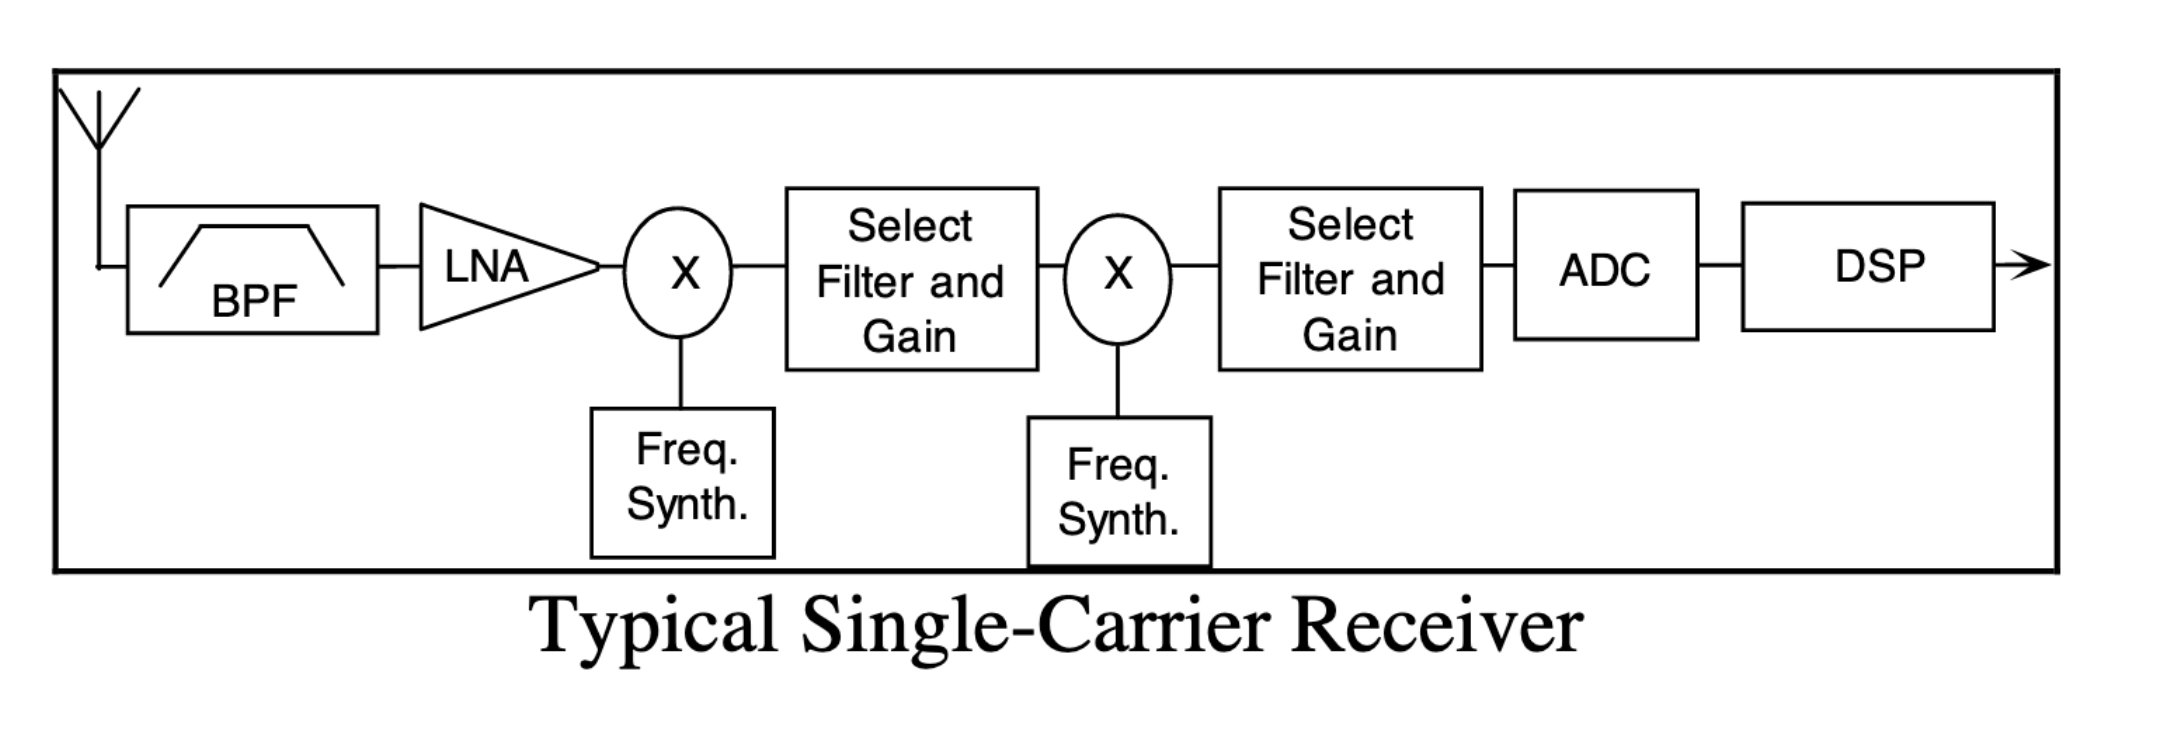 BPF
LNA
X
Freq.
Synth.
Select
Filter and
Gain
X
Freq.
Synth.
Select
Filter and
Gain
ADC
DSP
Typical Single-Carrier Receiver